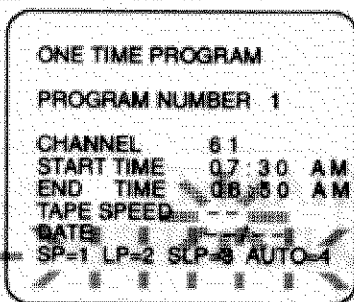 ONE TIME PROGRAM
PROGRAM NUMBER 1
CHANNEL 61
START TIME 07:30 AM
END TIME 08:50 AM
TAPE SPEED --
DATE --/--
SP=1 LP=2 SLP=3 AUTO=4